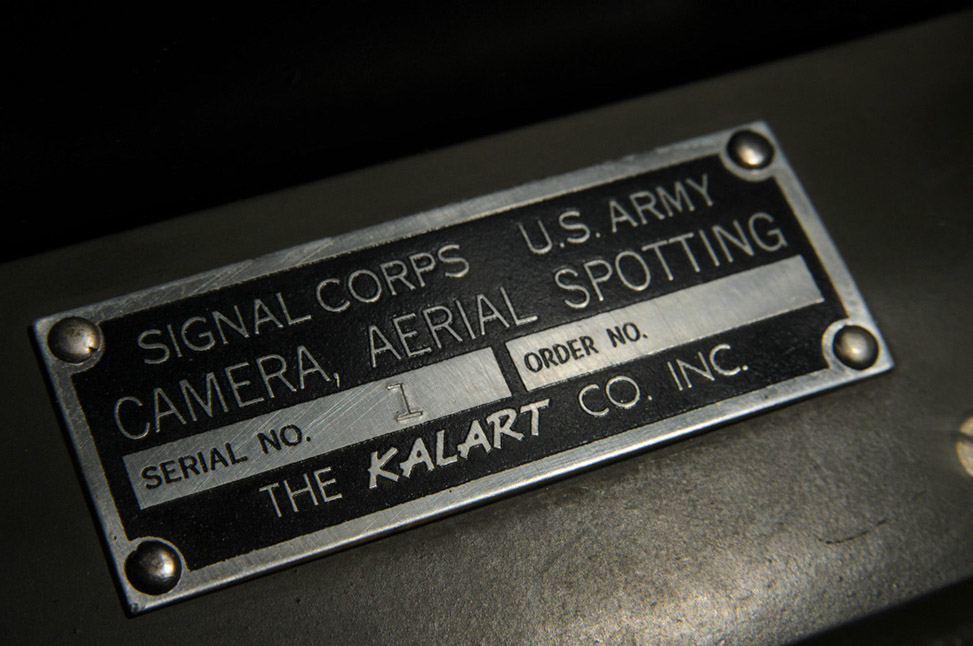 SIGNAL CORPS U.S. ARMY
CAMERA, AERIAL SPOTTING
SERIAL NO. 1 ORDER NO.
THE KALART CO. INC.